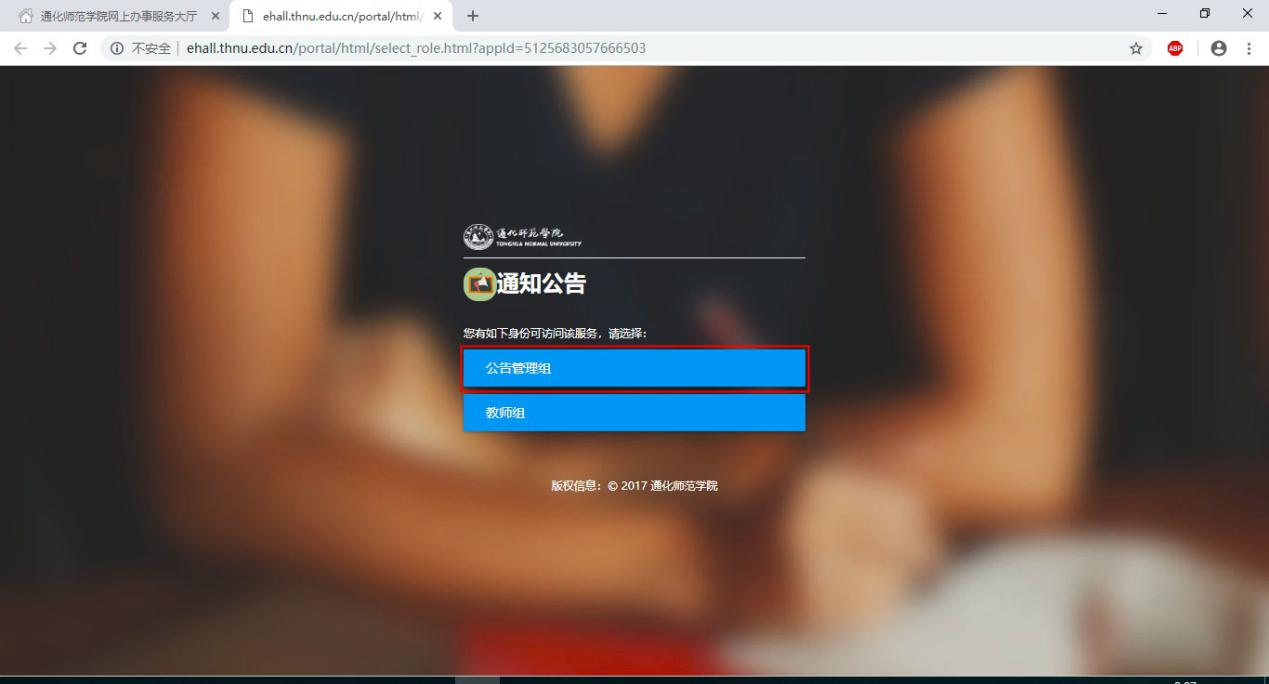 通化师范学院网上办事服务大厅
ehall.thnu.edu.cn/portal/html/
不安全
ehall.thnu.edu.cn/portal/html/select_role.html?appId=5125683057666503
ABP
通化师范学院
TONGHUA NORMAL UNIVERSITY
通知公告
您有如下身份可访问该服务，请选择：
公告管理组
教师组
版权信息：© 2017 通化师范学院